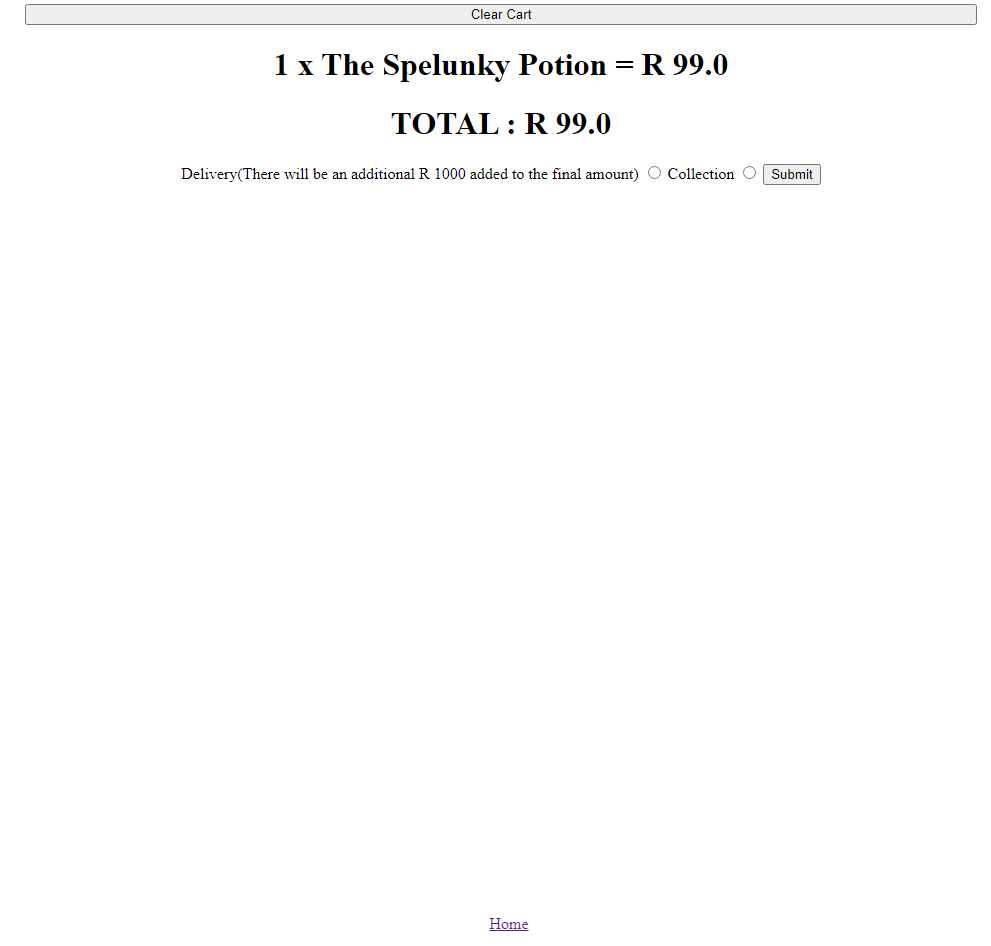 Clear Cart
1 x The Spelunky Potion = R 99.0
TOTAL : R 99.0
Delivery(There will be an additional R 1000 added to the final amount) Collection Submit
Home